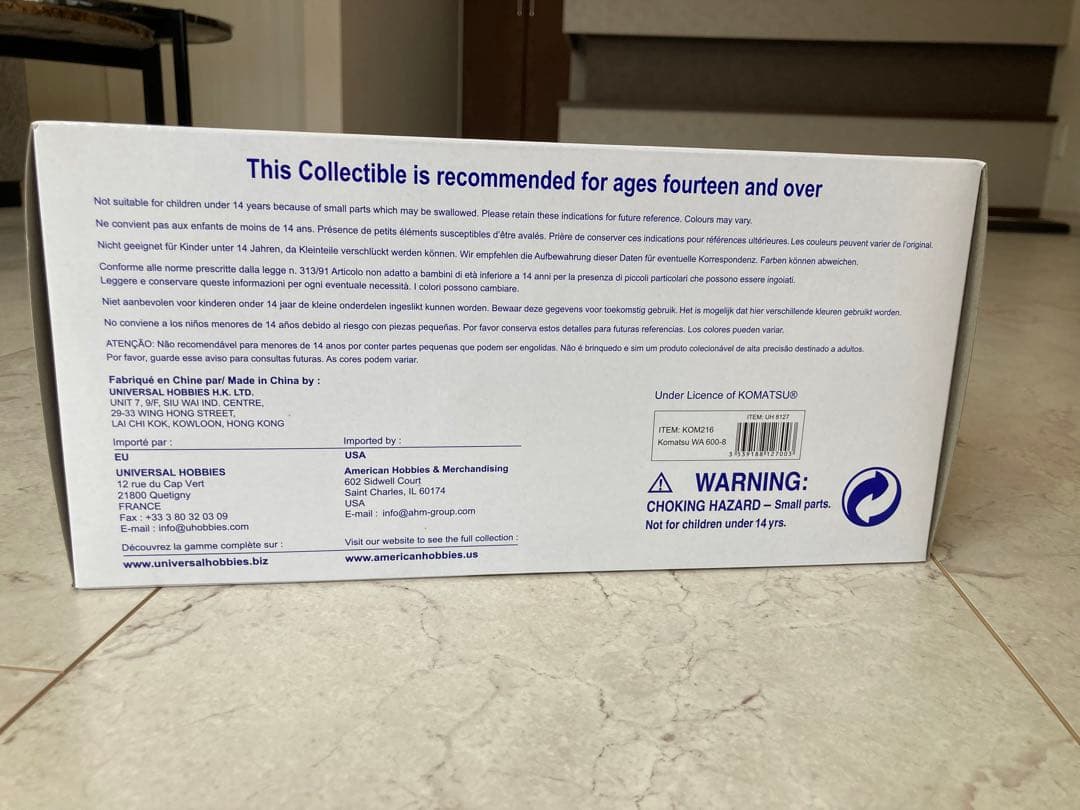 This Collectible is recommended for ages fourteen and over
Not suitable for children under 14 years because of small parts which may be swallowed. Please retain these indications for future reference. Colours may vary.
Ne convient pas aux enfants de moins de 14 ans. Présence de petits éléments susceptibles d'être avalés. Prière de conserver ces indications pour références ultérieures. Les couleurs peuvent varier de l'original.
Nicht geeignet für Kinder unter 14 Jahren, da Kleinteile verschlückt werden können. Wir empfehlen die Aufbewahrung dieser Daten für eventuelle Korrespondenz. Farben können abweichen.
Conforme alle norme prescritte dalla legge n. 313/91 Articolo non adatto a bambini di età inferiore a 14 anni per la presenza di piccoli particolari che possono essere ingoiati.
Leggere e conservare queste informazioni per ogni eventuale necessità. I colori possono cambiare.
Niet aanbevolen voor kinderen onder 14 jaar de kleine onderdelen ingeslikt kunnen worden. Bewaar deze gegevens voor toekomstig gebruik. Het is mogelijk dat hier verschillende kleuren gebruikt worden.
No conviene a los niños menores de 14 años debido al riesgo con piezas pequeñas. Por favor conserva estos detalles para futuras referencias. Los colores pueden variar.
ATENÇÃO: Não recomendável para menores de 14 anos por conter partes pequenas que podem ser engolidas. Não é brinquedo e sim um produto colecionável de alta precisão destinado a adultos.
Por favor, guarde esse aviso para consultas futuras. As cores podem variar.
Fabriqué en Chine par/ Made in China by :
UNIVERSAL HOBBIES H.K. LTD.
UNIT 7, 9/F, SIU WAI IND. CENTRE,
29-33 WING HONG STREET,
LAI CHI KOK, KOWLOON, HONG KONG
Importé par :
EU
UNIVERSAL HOBBIES
12 rue du Cap Vert
21800 Quetigny
FRANCE
Fax : +33 3 80 32 03 09
E-mail : info@uhobbies.com
Découvrez la gamme complète sur :
www.universalhobbies.biz
Imported by :
USA
American Hobbies & Merchandising
602 Sidwell Court
Saint Charles, IL 60174
USA
E-mail : info@ahm-group.com
Visit our website to see the full collection :
www.americanhobbies.us
Under Licence of KOMATSU®
ITEM: UH 8127
ITEM: KOM216
Komatsu WA 600-8
3 539188 127003
WARNING:
CHOKING HAZARD – Small parts.
Not for children under 14 yrs.